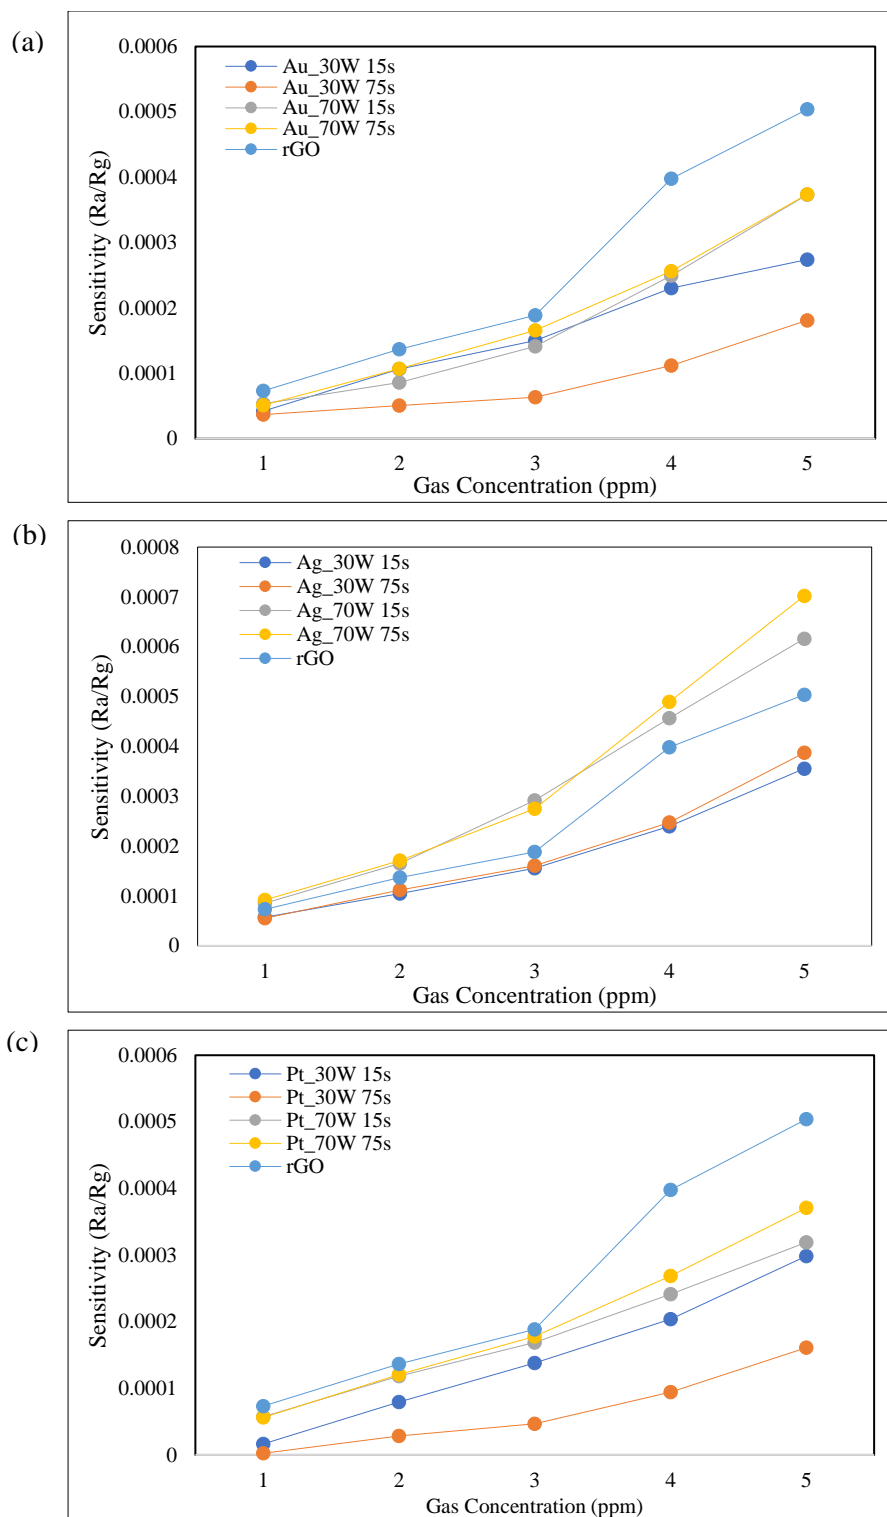 (a)
0.0006
0.0005
0.0004
0.0003
0.0002
0.0001
0
Sensitivity (Ra/Rg)
Au_30W 15s
Au_30W 75s
Au_70W 15s
Au_70W 75s
rGO
1 2 3 4 5
Gas Concentration (ppm)
(b)
0.0008
0.0007
0.0006
0.0005
0.0004
0.0003
0.0002
0.0001
0
Sensitivity (Ra/Rg)
Ag_30W 15s
Ag_30W 75s
Ag_70W 15s
Ag_70W 75s
rGO
1 2 3 4 5
Gas Concentration (ppm)
(c)
0.0006
0.0005
0.0004
0.0003
0.0002
0.0001
0
Sensitivity (Ra/Rg)
Pt_30W 15s
Pt_30W 75s
Pt_70W 15s
Pt_70W 75s
rGO
1 2 3 4 5
Gas Concentration (ppm)